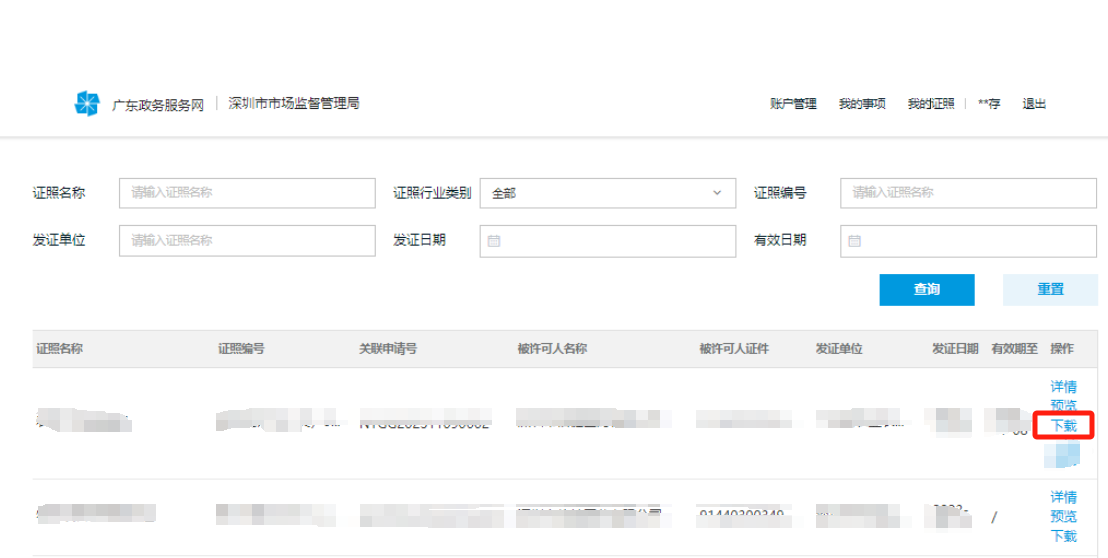 广东政务服务网 深圳市市场监督管理局 账户管理 我的事项 我的证照 **存 退出
证照名称 请输入证照名称 证照行业类别 全部 证照编号 请输入证照名称
发证单位 请输入证照名称 发证日期 有效日期
查询 重置
证照名称 证照编号 关联申请号 被许可人名称 被许可人证件 发证单位 发证日期 有效期至 操作
详情
预览
下载
详情
/ 预览
下载